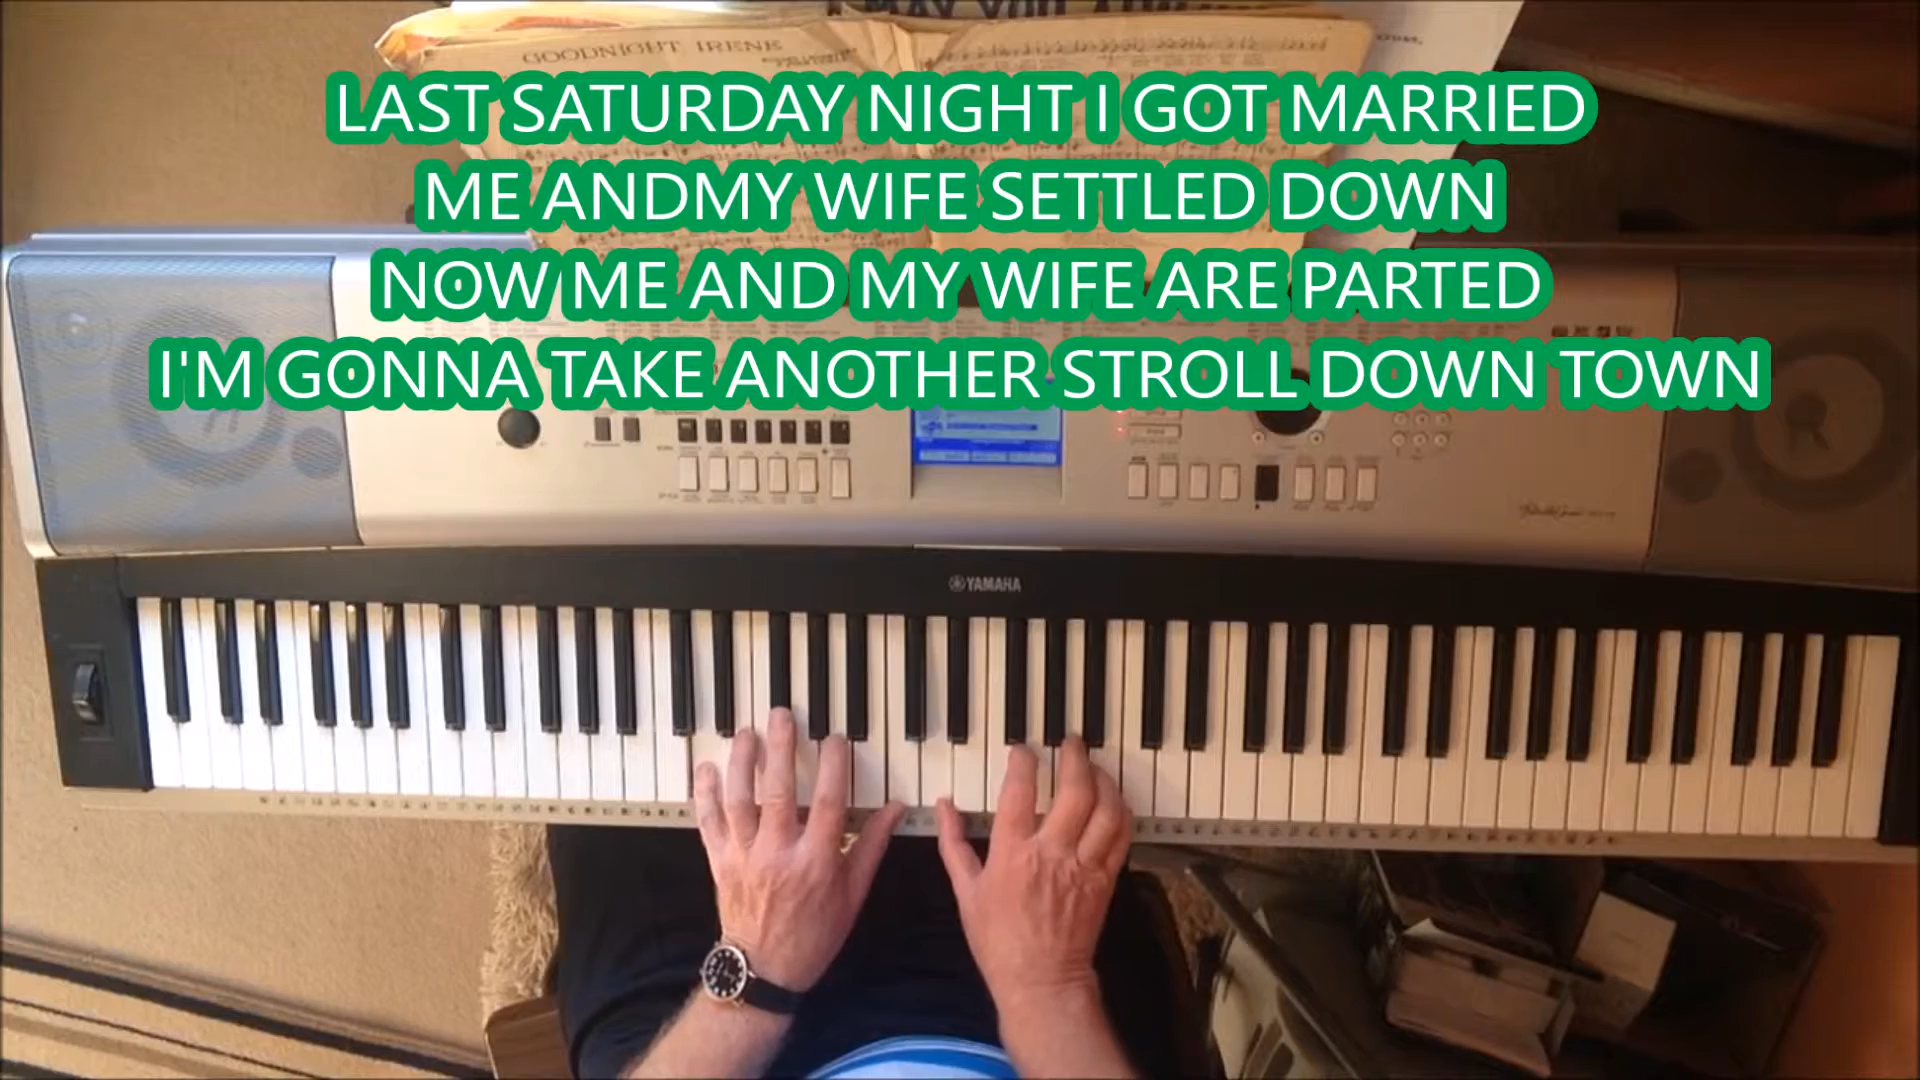 GOODNIGHT IRENE
LAST SATURDAY NIGHT I GOT MARRIED
ME ANDMY WIFE SETTLED DOWN
NOW ME AND MY WIFE ARE PARTED
I'M GONNA TAKE ANOTHER STROLL DOWN TOWN
YAMAHA